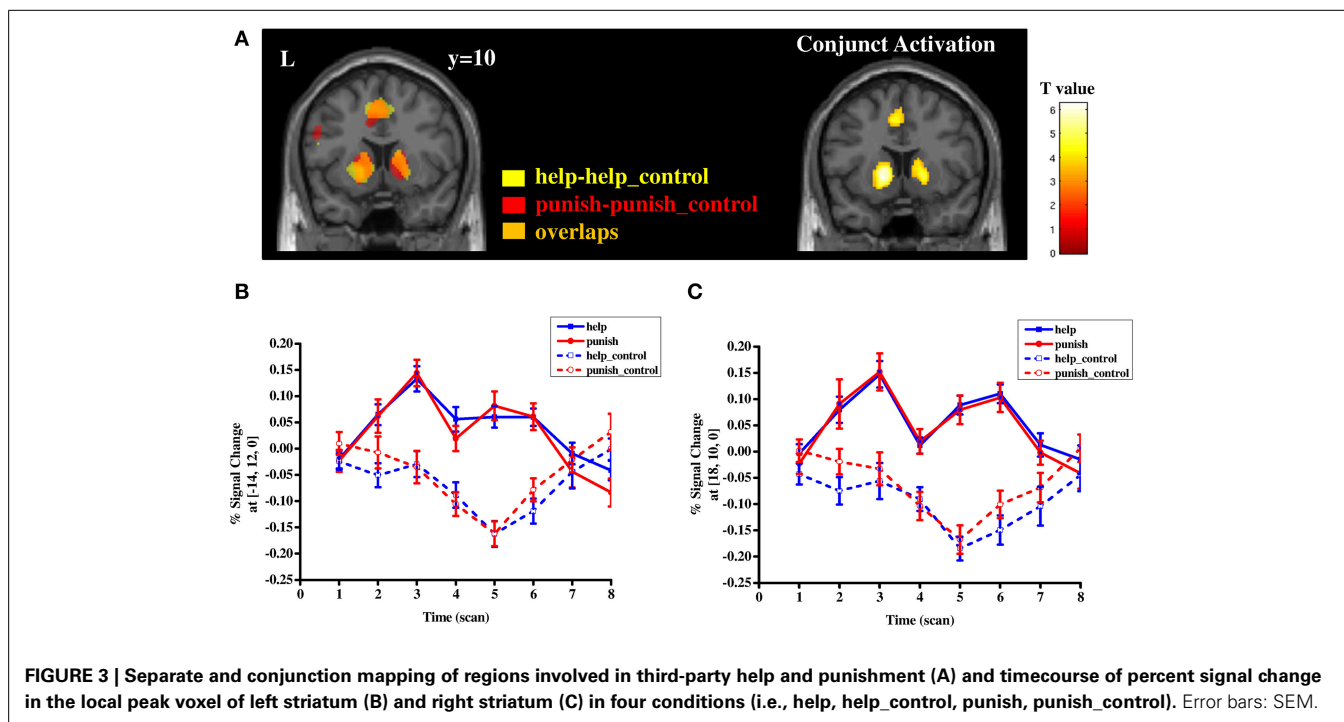 A
L
y=10
Conjunct Activation
T value
6
5
4
3
2
1
0
help-help_control
punish-punish_control
overlaps
B
help
punish
help_control
punish_control
0.20
0.15
0.10
0.05
0.00
-0.05
-0.10
-0.15
-0.20
-0.25
% Signal Change
at [-14, 12, 0]
0 1 2 3 4 5 6 7 8
Time (scan)
C
help
punish
help_control
punish_control
0.20
0.15
0.10
0.05
0.00
-0.05
-0.10
-0.15
-0.20
-0.25
% Signal Change
at [18, 10, 0]
0 1 2 3 4 5 6 7 8
Time (scan)
FIGURE 3 | Separate and conjunction mapping of regions involved in third-party help and punishment (A) and timecourse of percent signal change
in the local peak voxel of left striatum (B) and right striatum (C) in four conditions (i.e., help, help_control, punish, punish_control). Error bars: SEM.